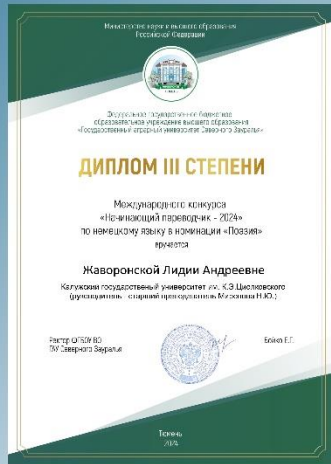 Министерство науки и высшего образования
Российской Федерации
Федеральное государственное бюджетное
образовательное учреждение высшего образования
«Государственный аграрный университет Северного Зауралья»
ДИПЛОМ III СТЕПЕНИ
Международного конкурса
«Начинающий переводчик - 2024»
по немецкому языку в номинации «Поэзия»
вручается
Жаворонской Лидии Андреевне
Калужский государственый университет им. К.Э.Циолковского
(руководитель - старший преподаватель Миронова Н.Ю.)
Ректор ФГБОУ ВО
ГАУ Северного Зауралья
Бойко Е.Г.
Тюмень
2024